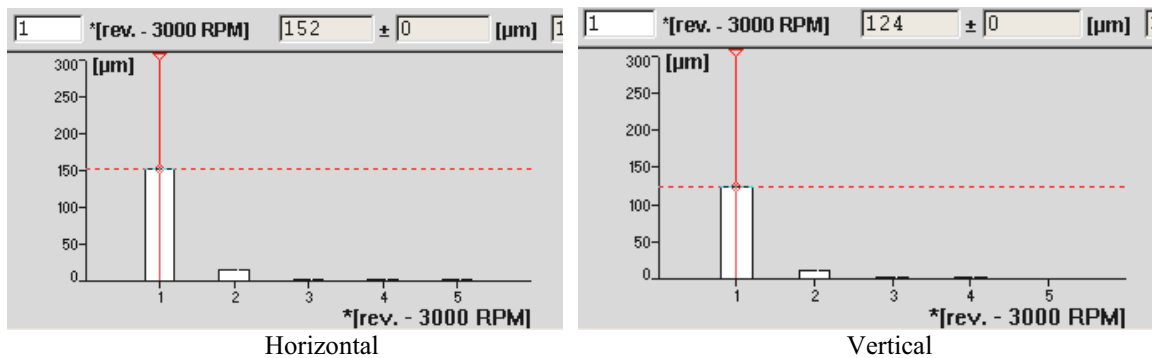 1 *[rev. - 3000 RPM] 152 ± 0 [µm] 1
300 [µm]
250
200
150
100
50
0
1 2 3 4 5
*[rev. - 3000 RPM]
Horizontal
1 *[rev. - 3000 RPM] 124 ± 0 [µm]
300 [µm]
250
200
150
100
50
0
1 2 3 4 5
*[rev. - 3000 RPM]
Vertical